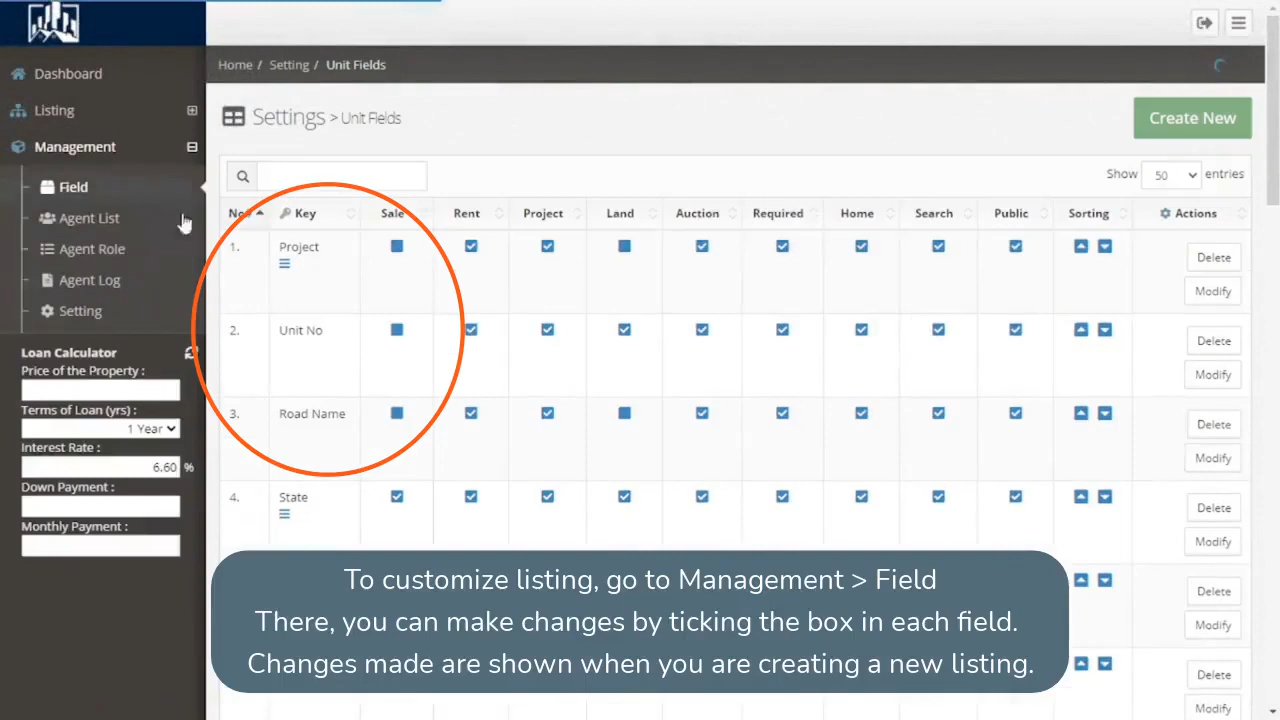 Dashboard
Listing
Management
Field
Agent List
Agent Role
Agent Log
Setting
Loan Calculator
Price of the Property :
Terms of Loan (yrs) :
1 Year
Interest Rate :
6.60 %
Down Payment :
Monthly Payment :
Home / Setting / Unit Fields
Settings > Unit Fields
Create New
Show 50 entries
No. Key Sale Rent Project Land Auction Required Home Search Public Sorting Actions
1. Project
Delete
Modify
2. Unit No
Delete
Modify
3. Road Name
Delete
Modify
4. State
Delete
Modify
Delete
Modify
Delete
Modify
To customize listing, go to Management > Field
There, you can make changes by ticking the box in each field.
Changes made are shown when you are creating a new listing.